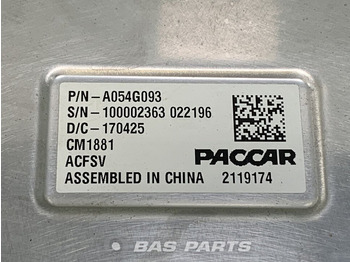 P/N-A054G093
S/N-100002363 022196
D/C-170425
CM1881
ACFSV PACCAR
ASSEMBLED IN CHINA 2119174
BAS PARTS